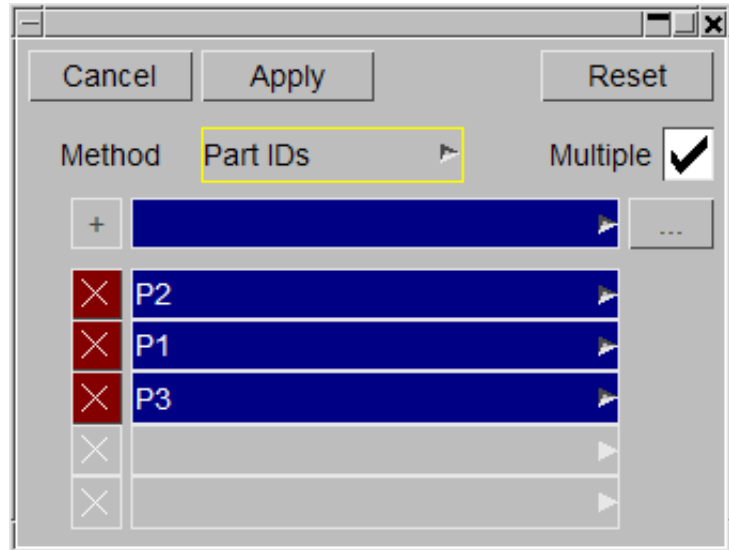 Cancel Apply Reset
Method Part IDs Multiple
+ ...
P2
P1
P3